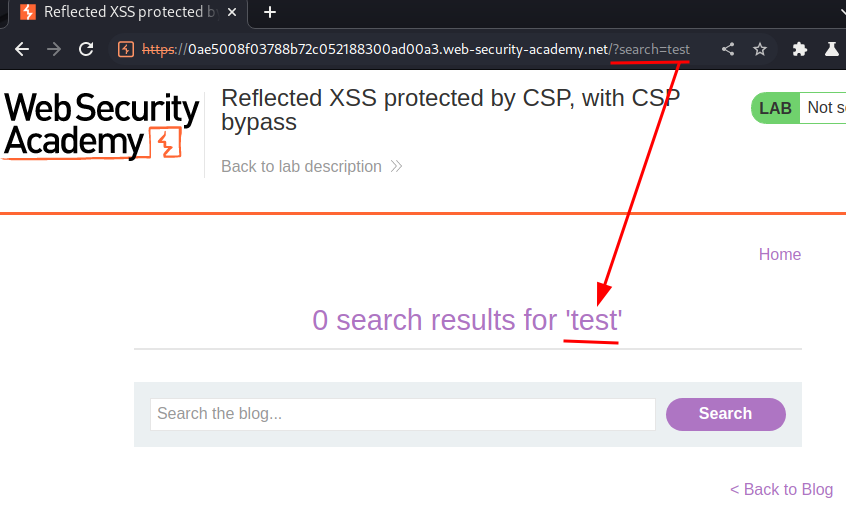 Reflected XSS protected by
https://0ae5008f03788b72c052188300ad00a3.web-security-academy.net/?search=test
Web Security
Academy
Reflected XSS protected by CSP, with CSP
bypass
Back to lab description
LAB Not
Home
0 search results for 'test'
Search the blog...
Search
< Back to Blog